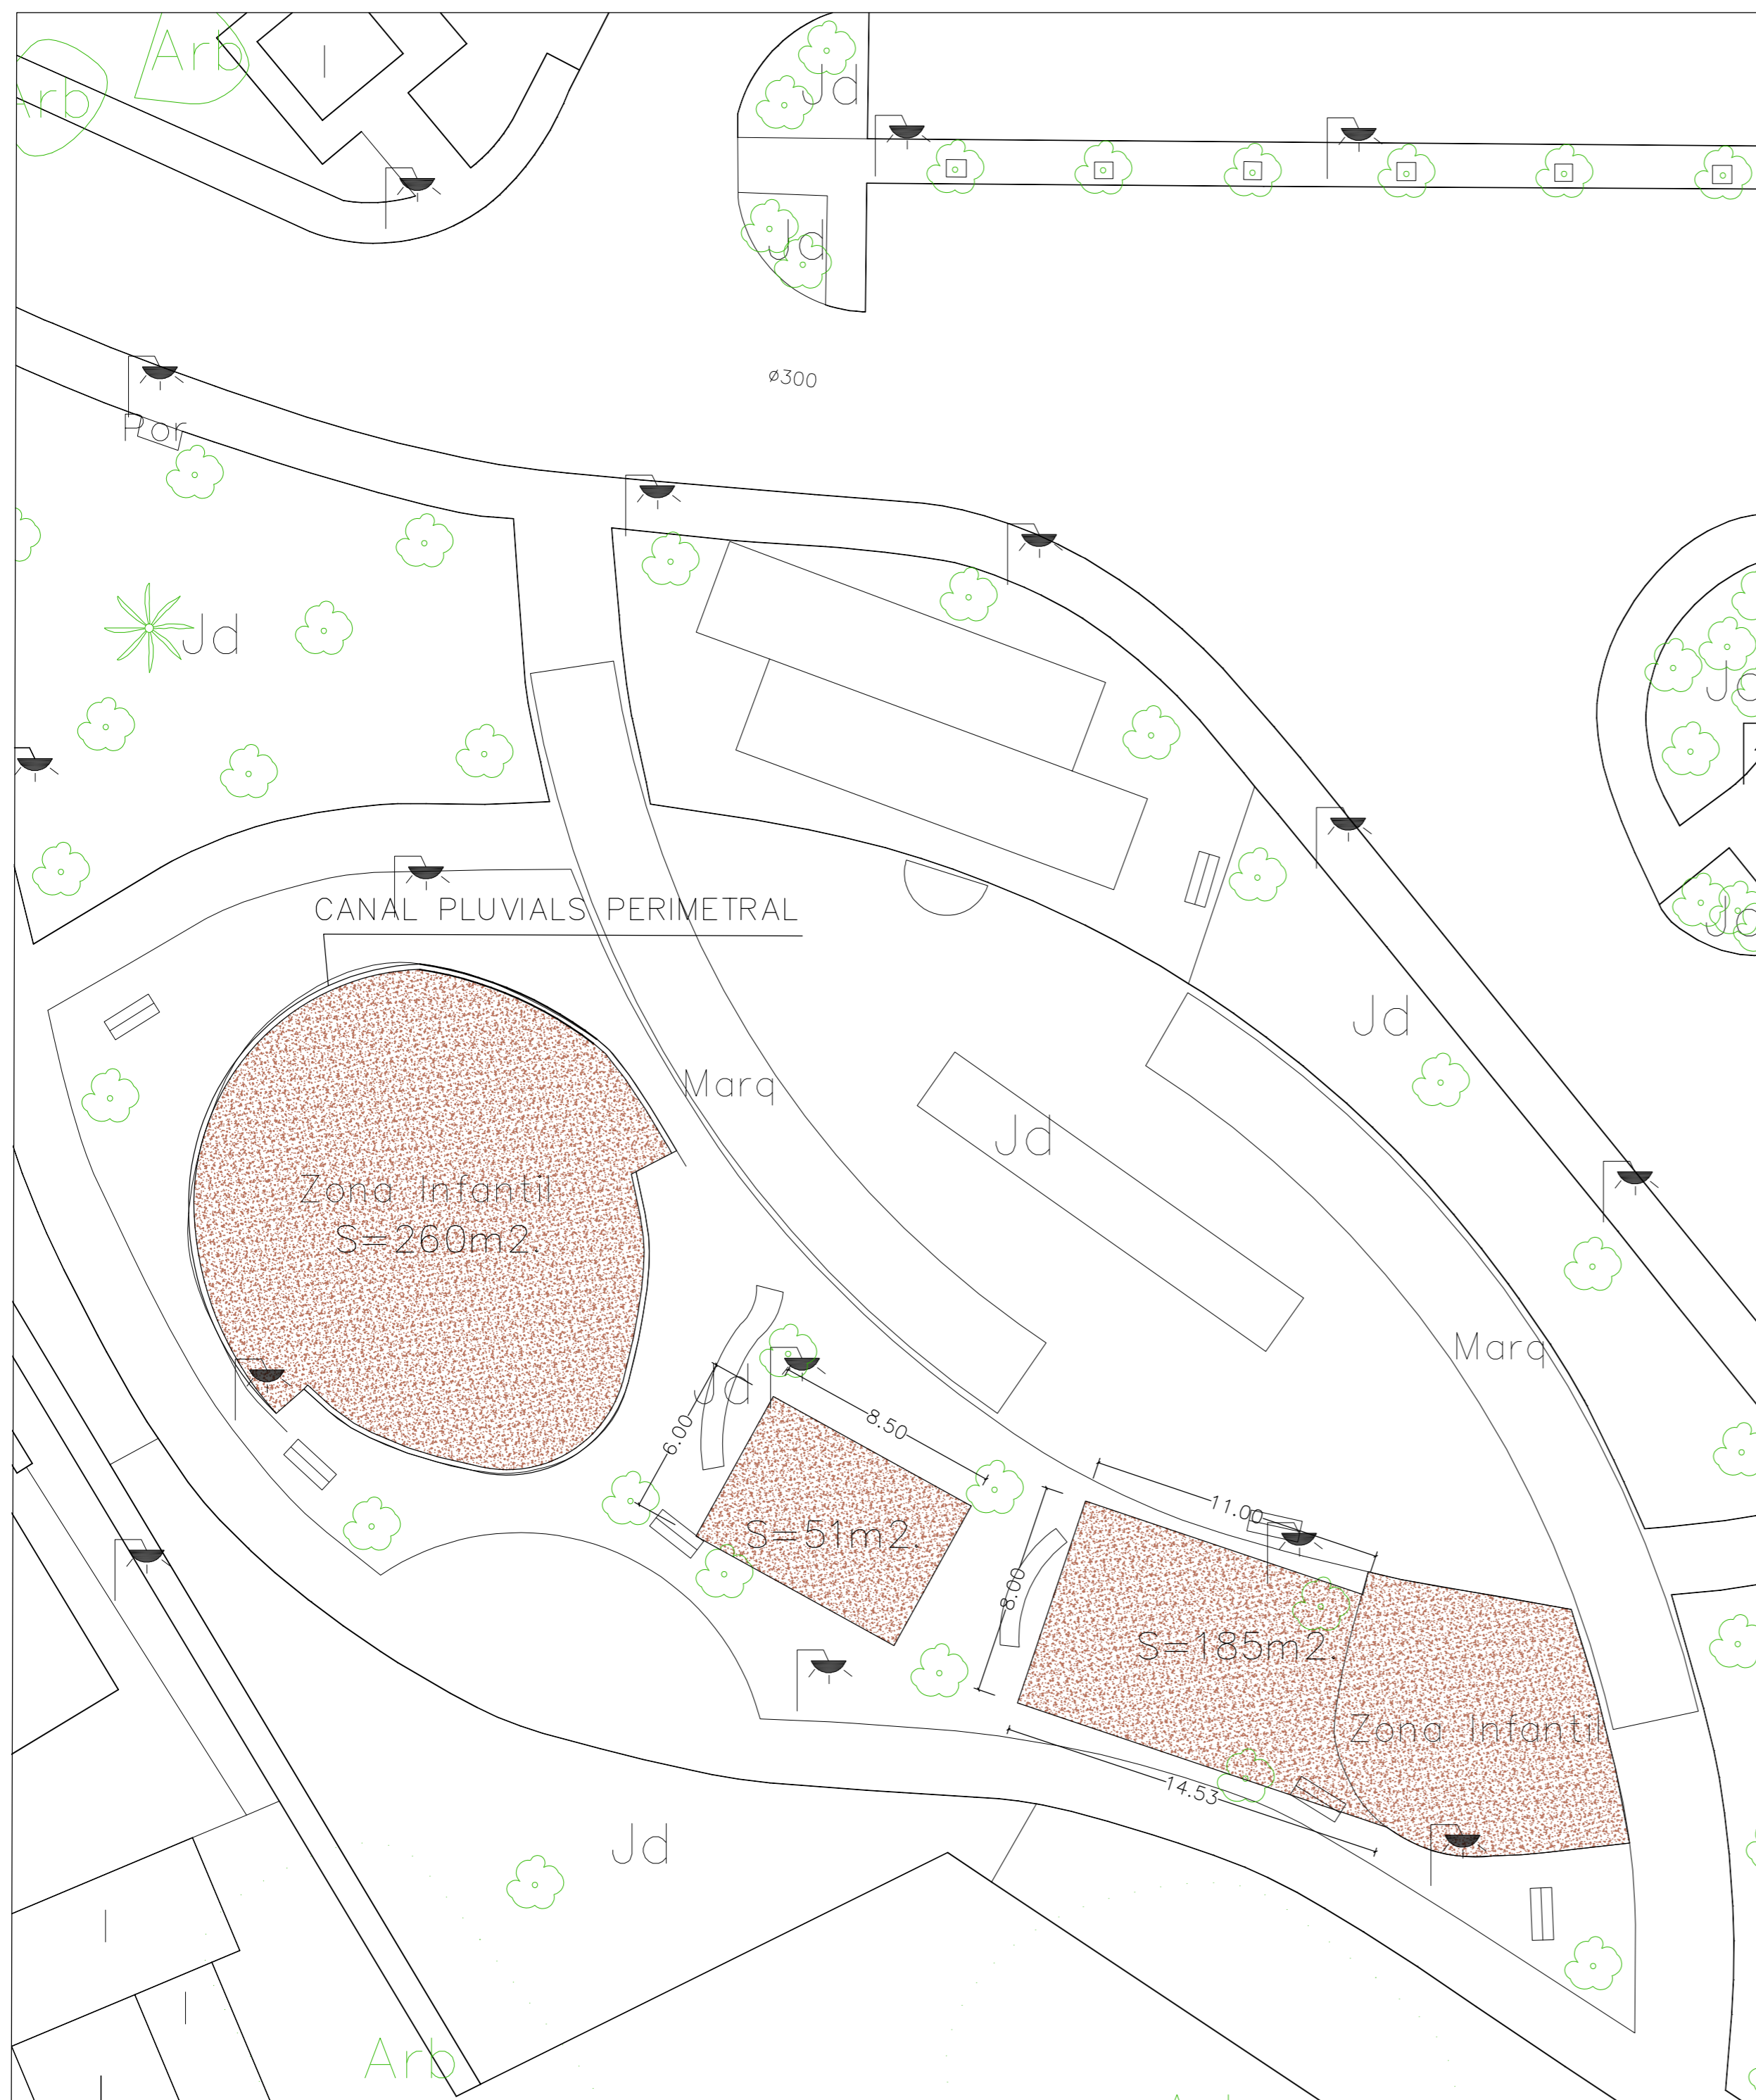 Arb
Arb
Jd
Jd
ø300
Por
Jd
CANAL PLUVIALS PERIMETRAL
Jd
Marq
Jd
Zona Infantil
S=260m2.
Marq
Jd
8.50
6.00
11.00
S=51m2.
8.00
S=185m2.
Zona Infantil
14.53
Jd
Arb